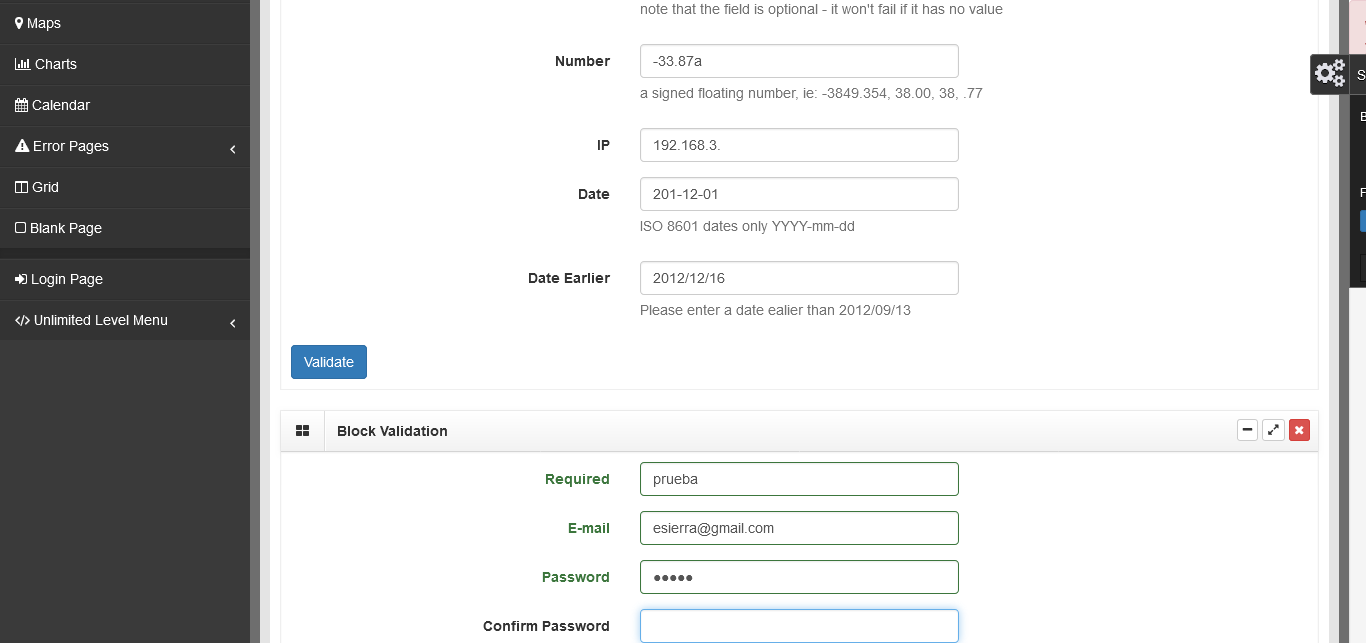 Maps
Charts
Calendar
Error Pages
Grid
Blank Page
Login Page
Unlimited Level Menu
note that the field is optional - it won't fail if it has no value
Number -33.87a
a signed floating number, ie: -3849.354, 38.00, 38, .77
IP 192.168.3.
Date 201-12-01
ISO 8601 dates only YYYY-mm-dd
Date Earlier 2012/12/16
Please enter a date ealier than 2012/09/13
Validate
Block Validation
Required prueba
E-mail esierra@gmail.com
Password •••••
Confirm Password